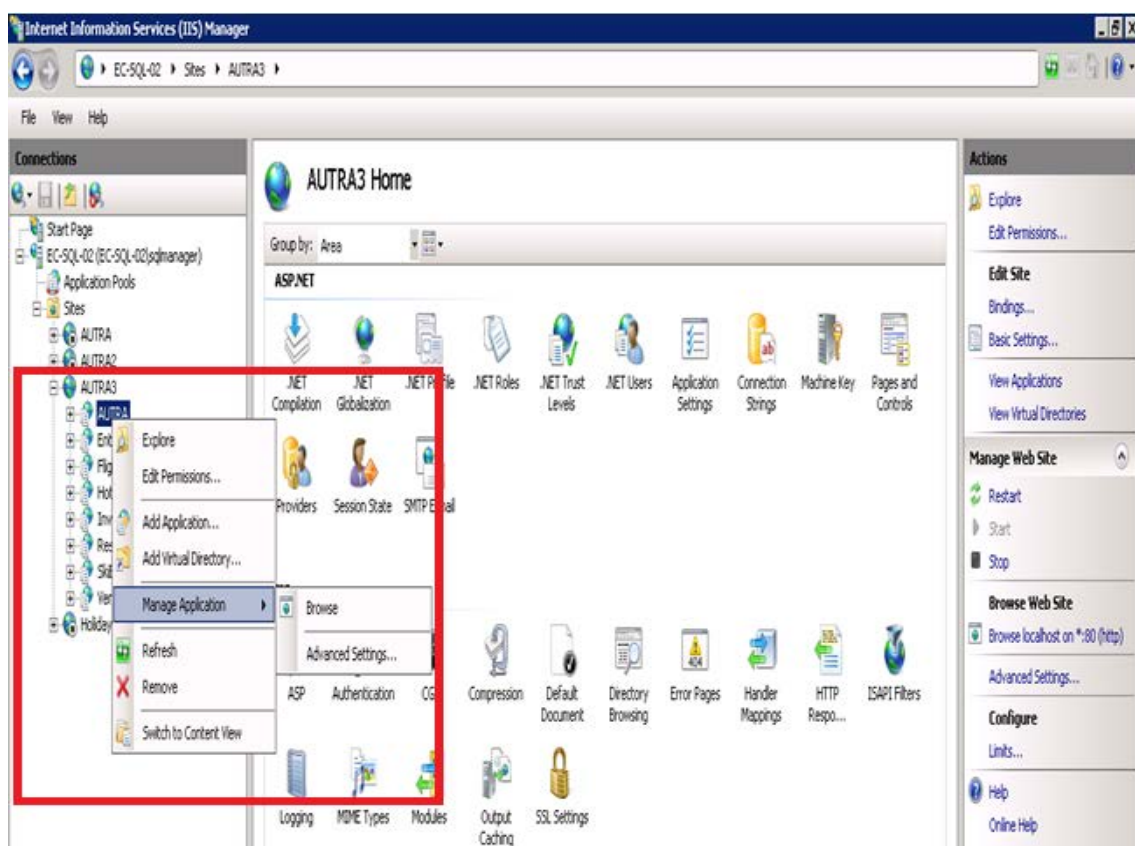 Internet Information Services (IIS) Manager
EC-SQL-02 Sites AUTRA3
File View Help
Connections
Start Page
EC-SQL-02 (EC-SQL-02\sqlmanager)
Application Pools
Sites
AUTRA
AUTRA2
AUTRA3
AUTRA
Holiday
Explore
Edit Permissions...
Add Application...
Add Virtual Directory...
Manage Application
Refresh
Remove
Switch to Content View
Browse
Advanced Settings...
AUTRA3 Home
Group by: Area
ASP.NET
.NET Compilation
.NET Globalization
.NET Roles
.NET Trust Levels
.NET Users
Application Settings
Connection Strings
Machine Key
Pages and Controls
Providers
Session State
ASP
Authentication
Compression
Default Document
Directory Browsing
Error Pages
Handler Mappings
HTTP Respo...
ISAPI Filters
Logging
MIME Types
Modules
Output Caching
SSL Settings
Actions
Explore
Edit Permissions...
Edit Site
Bindings...
Basic Settings...
View Applications
View Virtual Directories
Manage Web Site
Restart
Start
Stop
Browse Web Site
Browse localhost on *:80 (http)
Advanced Settings...
Configure
Limits...
Help
Online Help